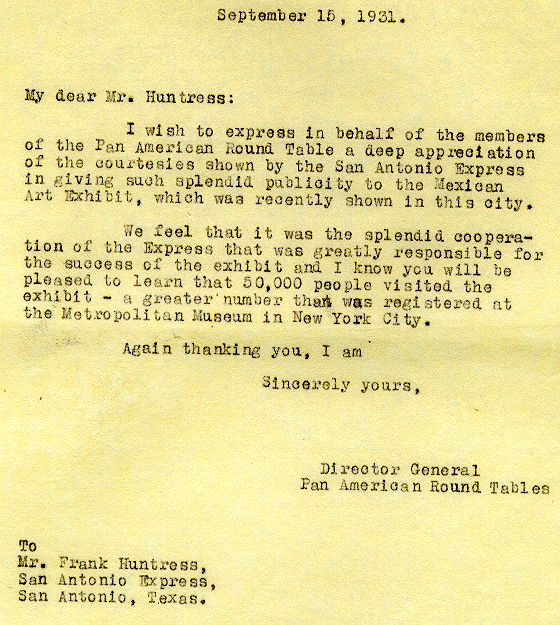 September 15, 1931.
My dear Mr. Huntress:
I wish to express in behalf of the members
of the Pan American Round Table a deep appreciation
of the courtesies shown by the San Antonio Express
in giving such splendid publicity to the Mexican
Art Exhibit, which was recently shown in this city.
We feel that it was the splendid coopera-
tion of the Express that was greatly responsible for
the success of the exhibit and I know you will be
pleased to learn that 50,000 people visited the
exhibit - a greater number than was registered at
the Metropolitan Museum in New York City.
Again thanking you, I am
Sincerely yours,
Director General
Pan American Round Tables
To
Mr. Frank Huntress,
San Antonio Express,
San Antonio, Texas.